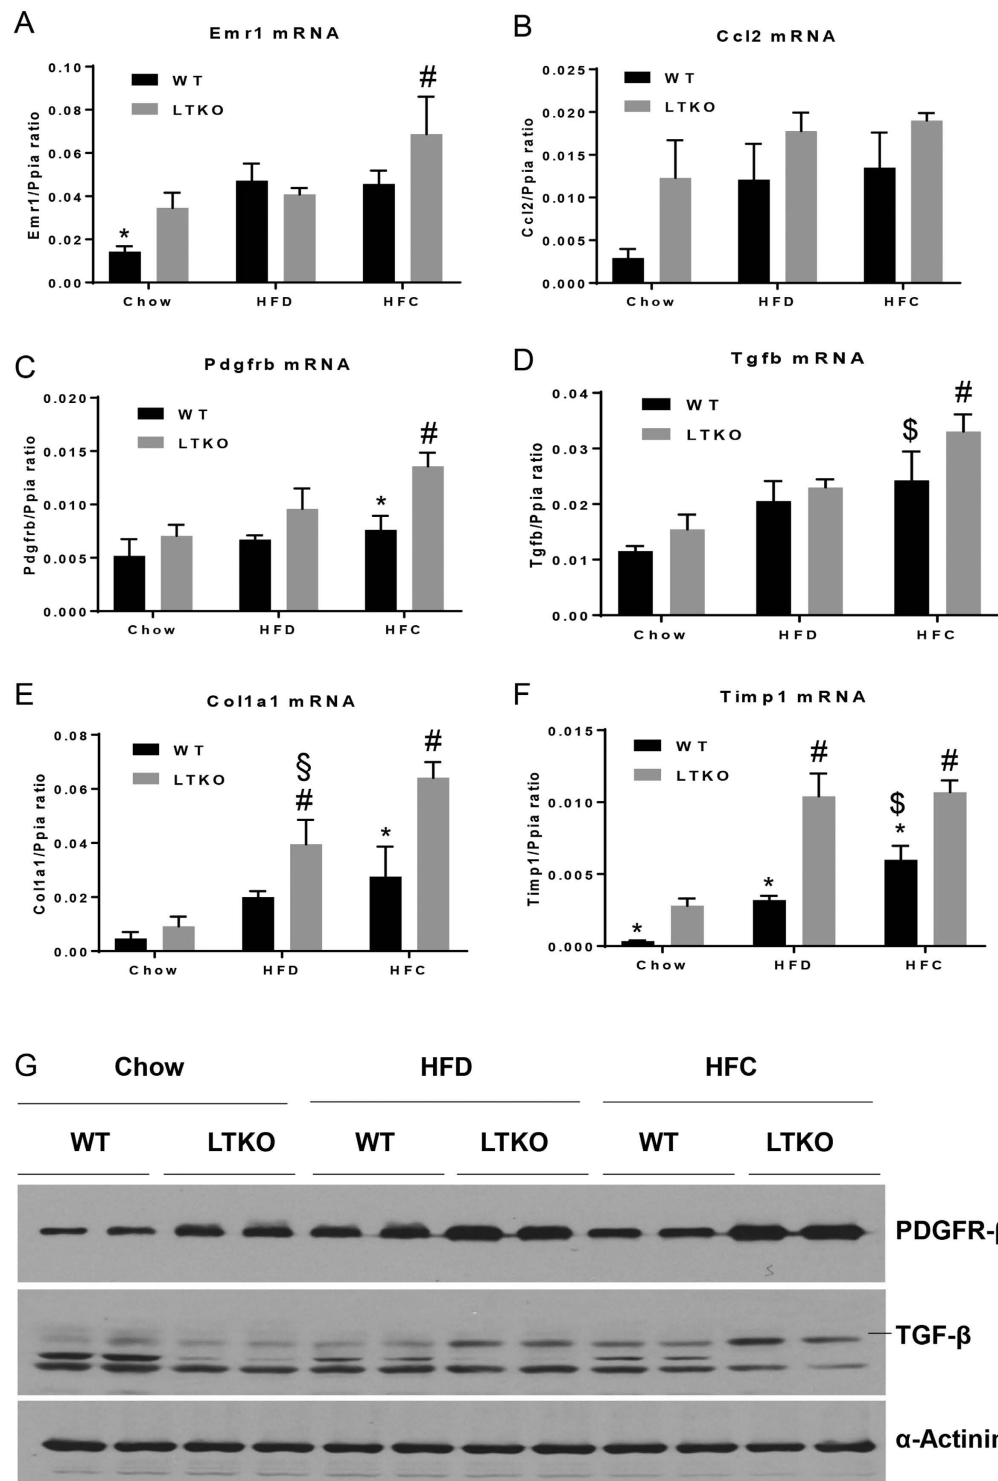 A
Emr1 mRNA
Emr1/Ppia ratio
0.10
0.08
0.06
0.04
0.02
0.00
WT
LTKO
*
#
Chow HFD HFC
B
Ccl2 mRNA
Ccl2/Ppia ratio
0.025
0.020
0.015
0.010
0.005
0.000
WT
LTKO
Chow HFD HFC
C
Pdgfrb mRNA
Pdgfrb/Ppia ratio
0.020
0.015
0.010
0.005
0.000
WT
LTKO
*
#
Chow HFD HFC
D
Tgfb mRNA
Tgfb/Ppia ratio
0.04
0.03
0.02
0.01
0.00
WT
LTKO
$
#
Chow HFD HFC
E
Col1a1 mRNA
Col1a1/Ppia ratio
0.08
0.06
0.04
0.02
0.00
WT
LTKO
§
#
*
#
Chow HFD HFC
F
Timp1 mRNA
Timp1/Ppia ratio
0.015
0.010
0.005
0.000
WT
LTKO
*
*
#
$
*
#
Chow HFD HFC
G
Chow HFD HFC
WT LTKO WT LTKO WT LTKO
PDGFR-β
TGF-β
α-Actinin